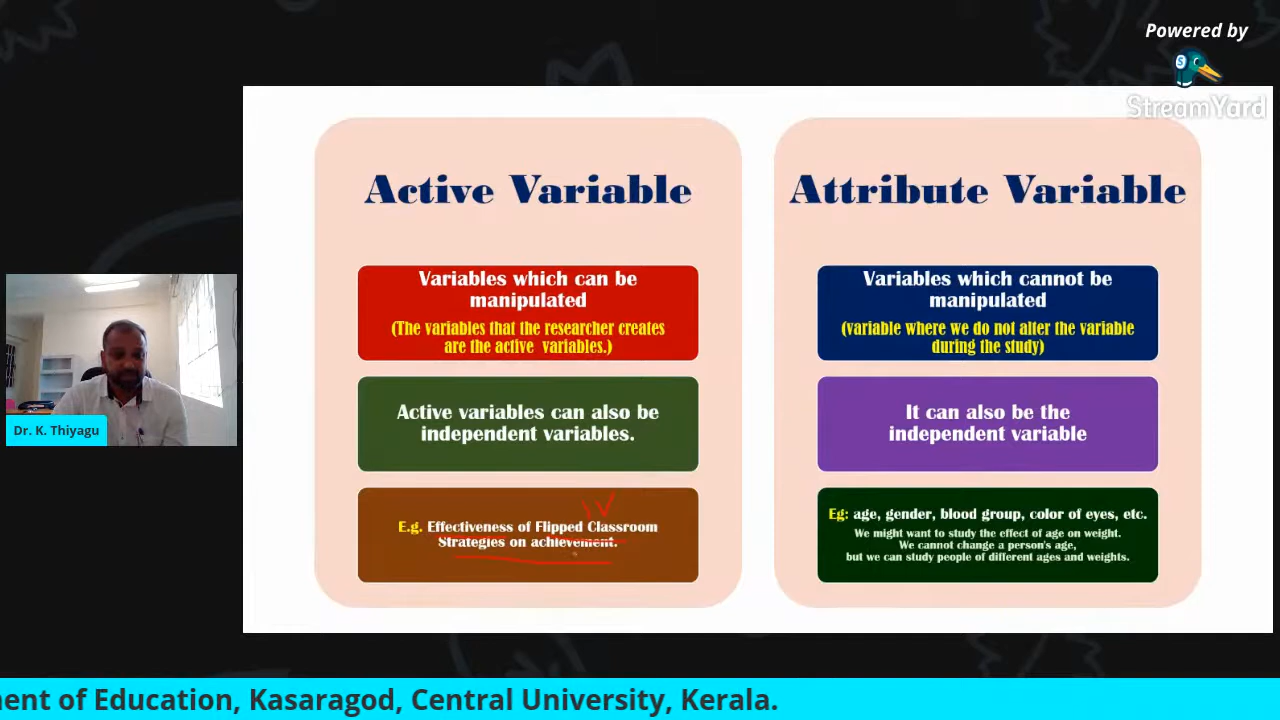 Powered by
S
StreamYard
Active Variable
Variables which can be
manipulated
(The variables that the researcher creates
are the active variables.)
Active variables can also be
independent variables.
E.g. Effectiveness of Flipped Classroom
Strategies on achievement.
IV
Attribute Variable
Variables which cannot be
manipulated
(variable where we do not alter the variable
during the study)
It can also be the
independent variable
Eg: age, gender, blood group, color of eyes, etc.
We might want to study the effect of age on weight.
We cannot change a person's age,
but we can study people of different ages and weights.
Dr. K. Thiyagu
ent of Education, Kasaragod, Central University, Kerala.